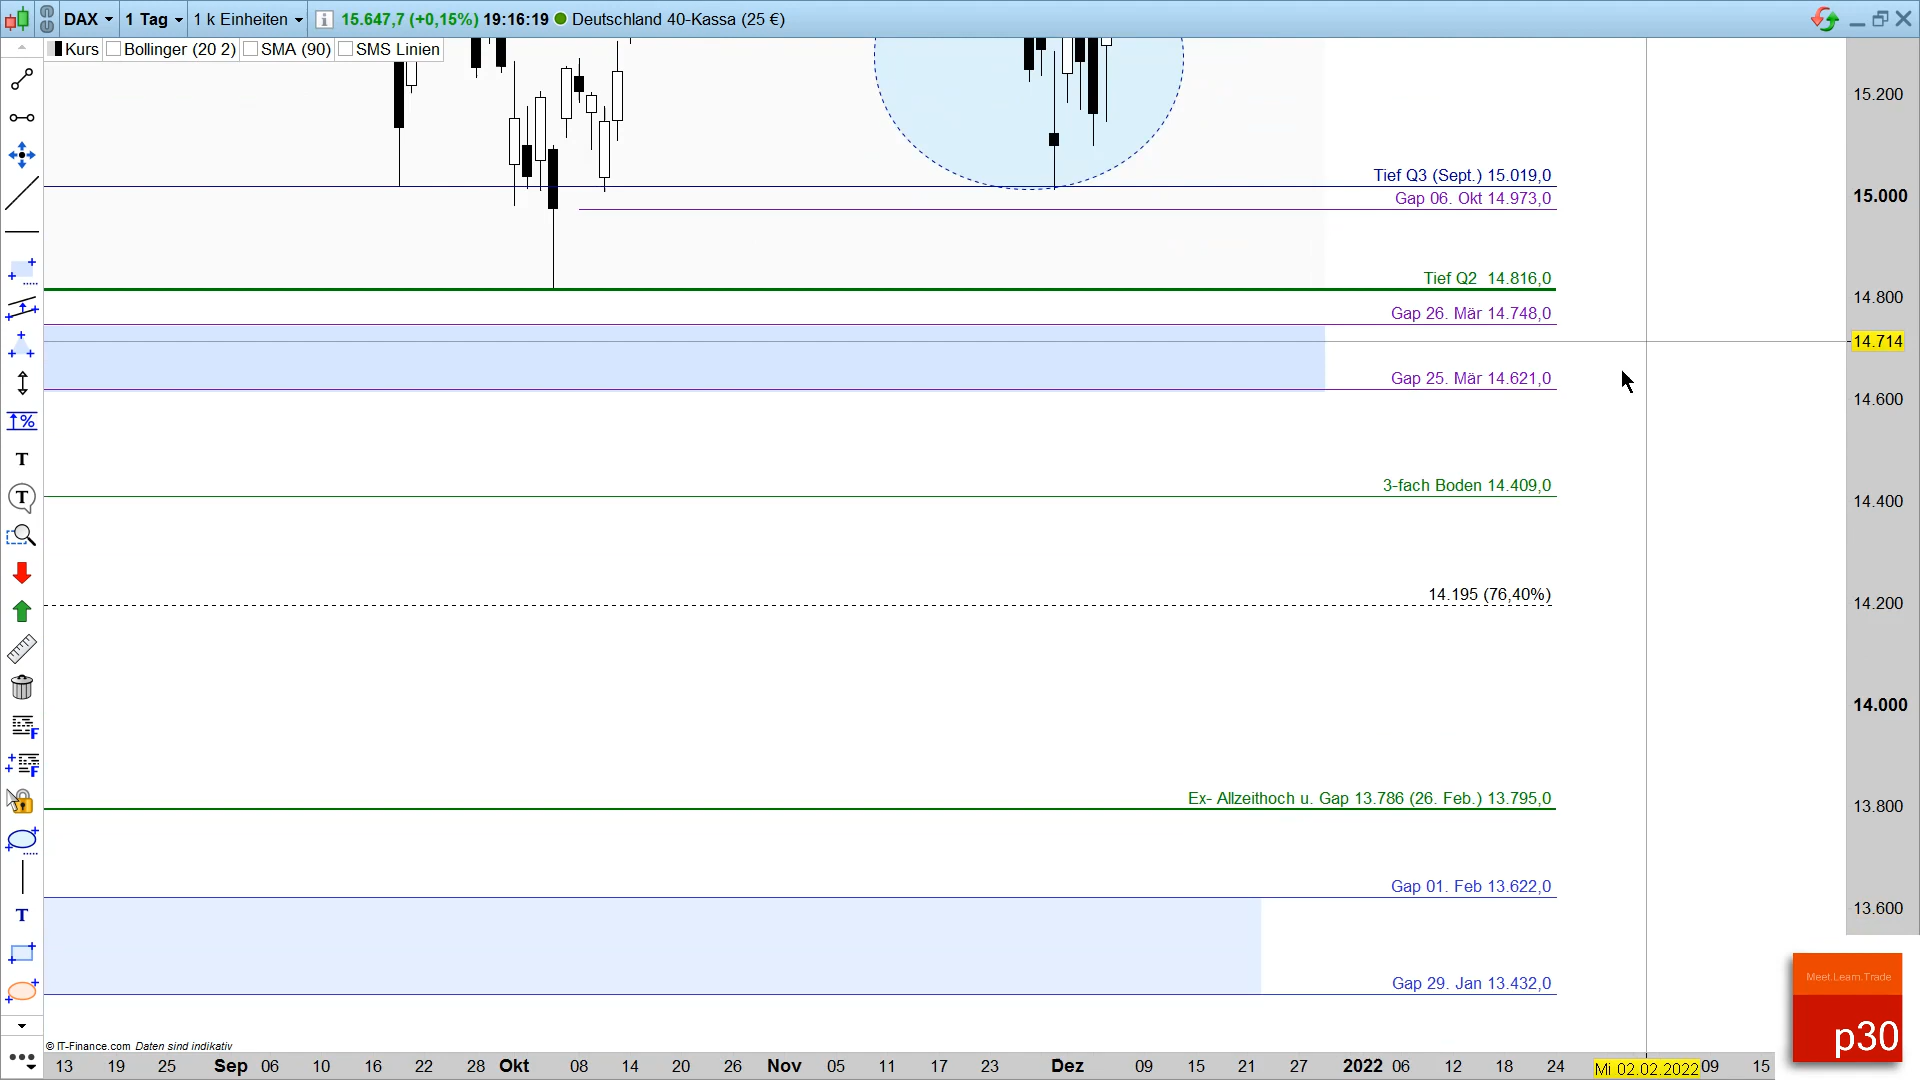 DAX 1 Tag 1 k Einheiten 15.647,7 (+0,15%) 19:16:19 Deutschland 40-Kassa (25 €)
Kurs Bollinger (20 2) SMA (90) SMS Linien
15.200
Tief Q3 (Sept.) 15.019,0
15.000
Gap 06. Okt 14.973,0
Tief Q2 14.816,0
14.800
Gap 26. Mär 14.748,0
14.714
Gap 25. Mär 14.621,0
14.600
%
T
3-fach Boden 14.409,0
T
14.400
14.195 (76,40%)
14.200
14.000
F
F
Ex- Allzeithoch u. Gap 13.786 (26. Feb.) 13.795,0
13.800
Gap 01. Feb 13.622,0
T
13.600
Gap 29. Jan 13.432,0
Meet.Learn.Trade
p30
© IT-Finance.com Daten sind indikativ
13 19 25 Sep 06 10 16 22 28 Okt 08 14 20 26 Nov 05 11 17 23 Dez 09 15 21 27 2022 06 12 18 24 Mi 02.02.2022 09 15